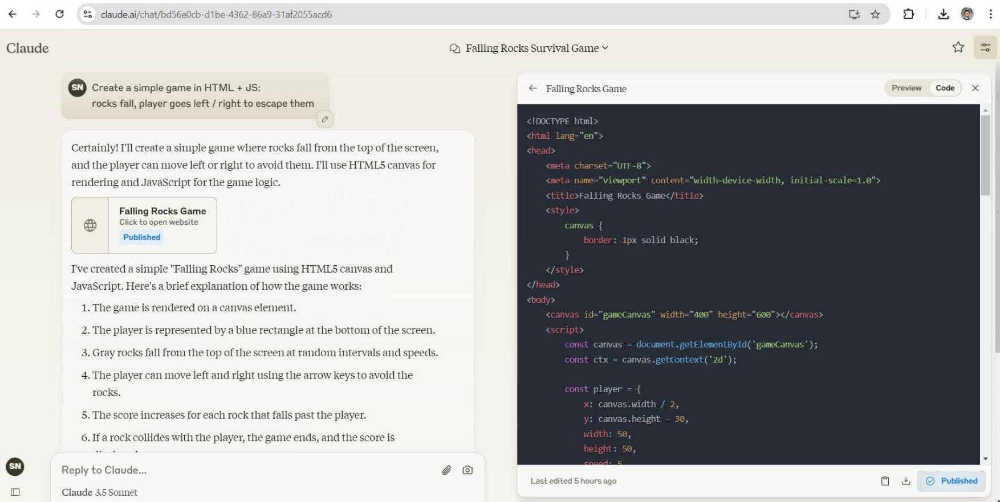 claude.ai/chat/bd56e0cb-d1be-4362-86a9-31af2055acd6
Claude
Falling Rocks Survival Game
SN
Create a simple game in HTML + JS:
rocks fall, player goes left / right to escape them
Certainly! I'll create a simple game where rocks fall from the top of the screen,
and the player can move left or right to avoid them. I'll use HTML5 canvas for
rendering and JavaScript for the game logic.
Falling Rocks Game
Click to open website
Published
I've created a simple "Falling Rocks" game using HTML5 canvas and
JavaScript. Here's a brief explanation of how the game works:
1. The game is rendered on a canvas element.
2. The player is represented by a blue rectangle at the bottom of the screen.
3. Gray rocks fall from the top of the screen at random intervals and speeds.
4. The player can move left and right using the arrow keys to avoid the
rocks.
5. The score increases for each rock that falls past the player.
6. If a rock collides with the player, the game ends, and the score is
SN
Reply to Claude...
Claude 3.5 Sonnet
Falling Rocks Game
Preview
Code
<!DOCTYPE html>
<html lang="en">
<head>
    <meta charset="UTF-8">
    <meta name="viewport" content="width=device-width, initial-scale=1.0">
    <title>Falling Rocks Game</title>
    <style>
        canvas {
            border: 1px solid black;
        }
    </style>
</head>
<body>
    <canvas id="gameCanvas" width="400" height="600"></canvas>
    <script>
        const canvas = document.getElementById('gameCanvas');
        const ctx = canvas.getContext('2d');
        const player = {
            x: canvas.width / 2,
            y: canvas.height - 30,
            width: 50,
            height: 50,
            speed: 5
Last edited 5 hours ago
Published